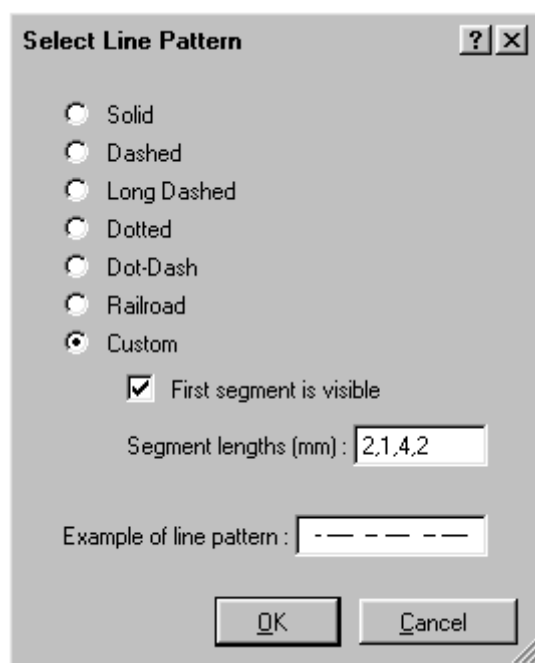 Select Line Pattern
?
Solid
Dashed
Long Dashed
Dotted
Dot-Dash
Railroad
Custom
First segment is visible
Segment lengths (mm) : 2,1,4,2
Example of line pattern :
OK Cancel